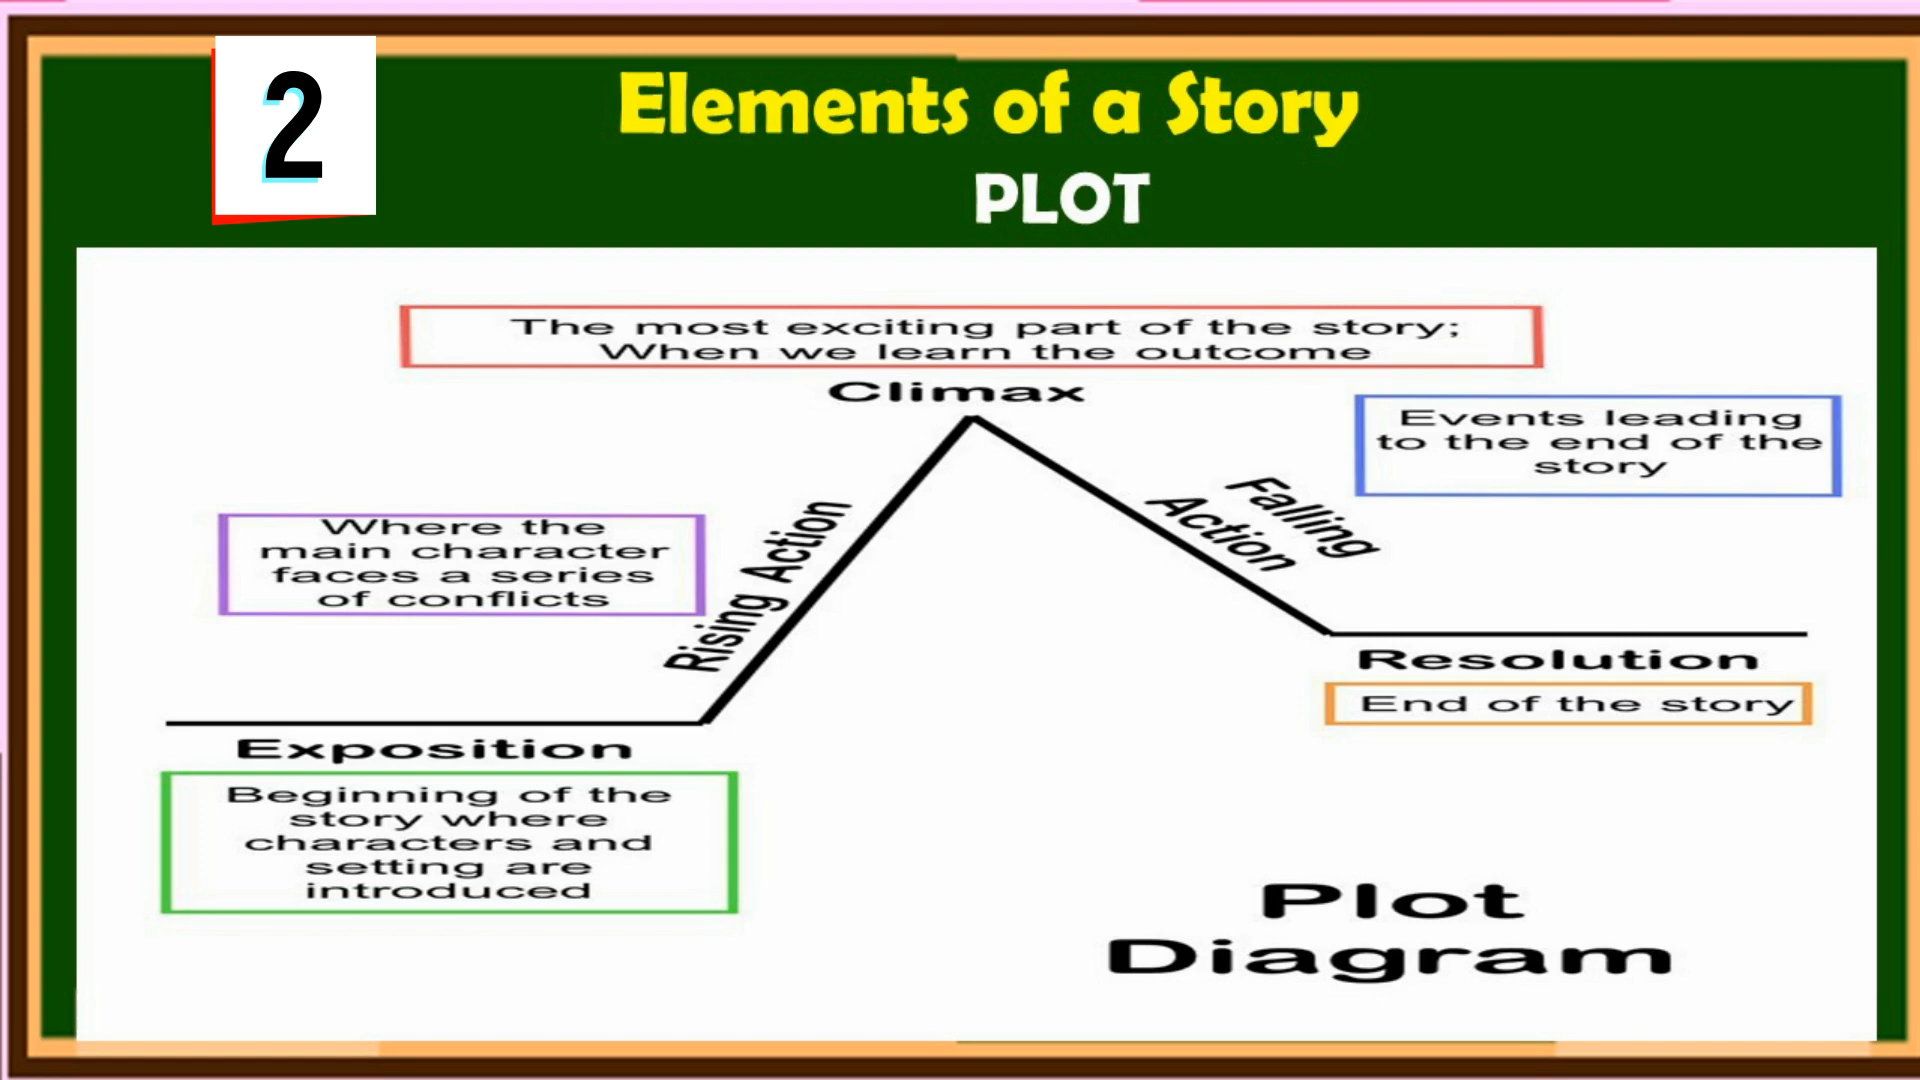 2
Elements of a Story
PLOT
The most exciting part of the story;
When we learn the outcome
Climax
Events leading
to the end of the
story
Falling
Action
Where the
main character
faces a series
of conflicts
Rising Action
Resolution
End of the story
Exposition
Beginning of the
story where
characters and
setting are
introduced
Plot
Diagram